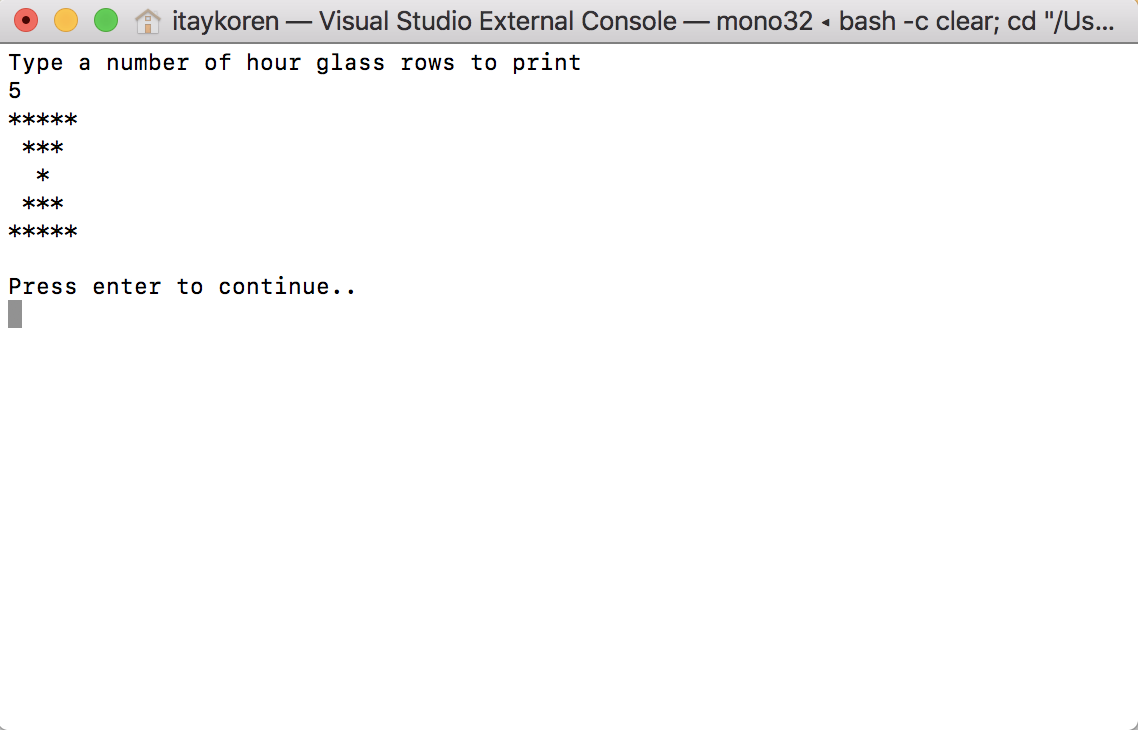 itaykoren — Visual Studio External Console — mono32 ◂ bash -c clear; cd "/Us...
Type a number of hour glass rows to print
5
*****
 ***
  *
 ***
*****
Press enter to continue..